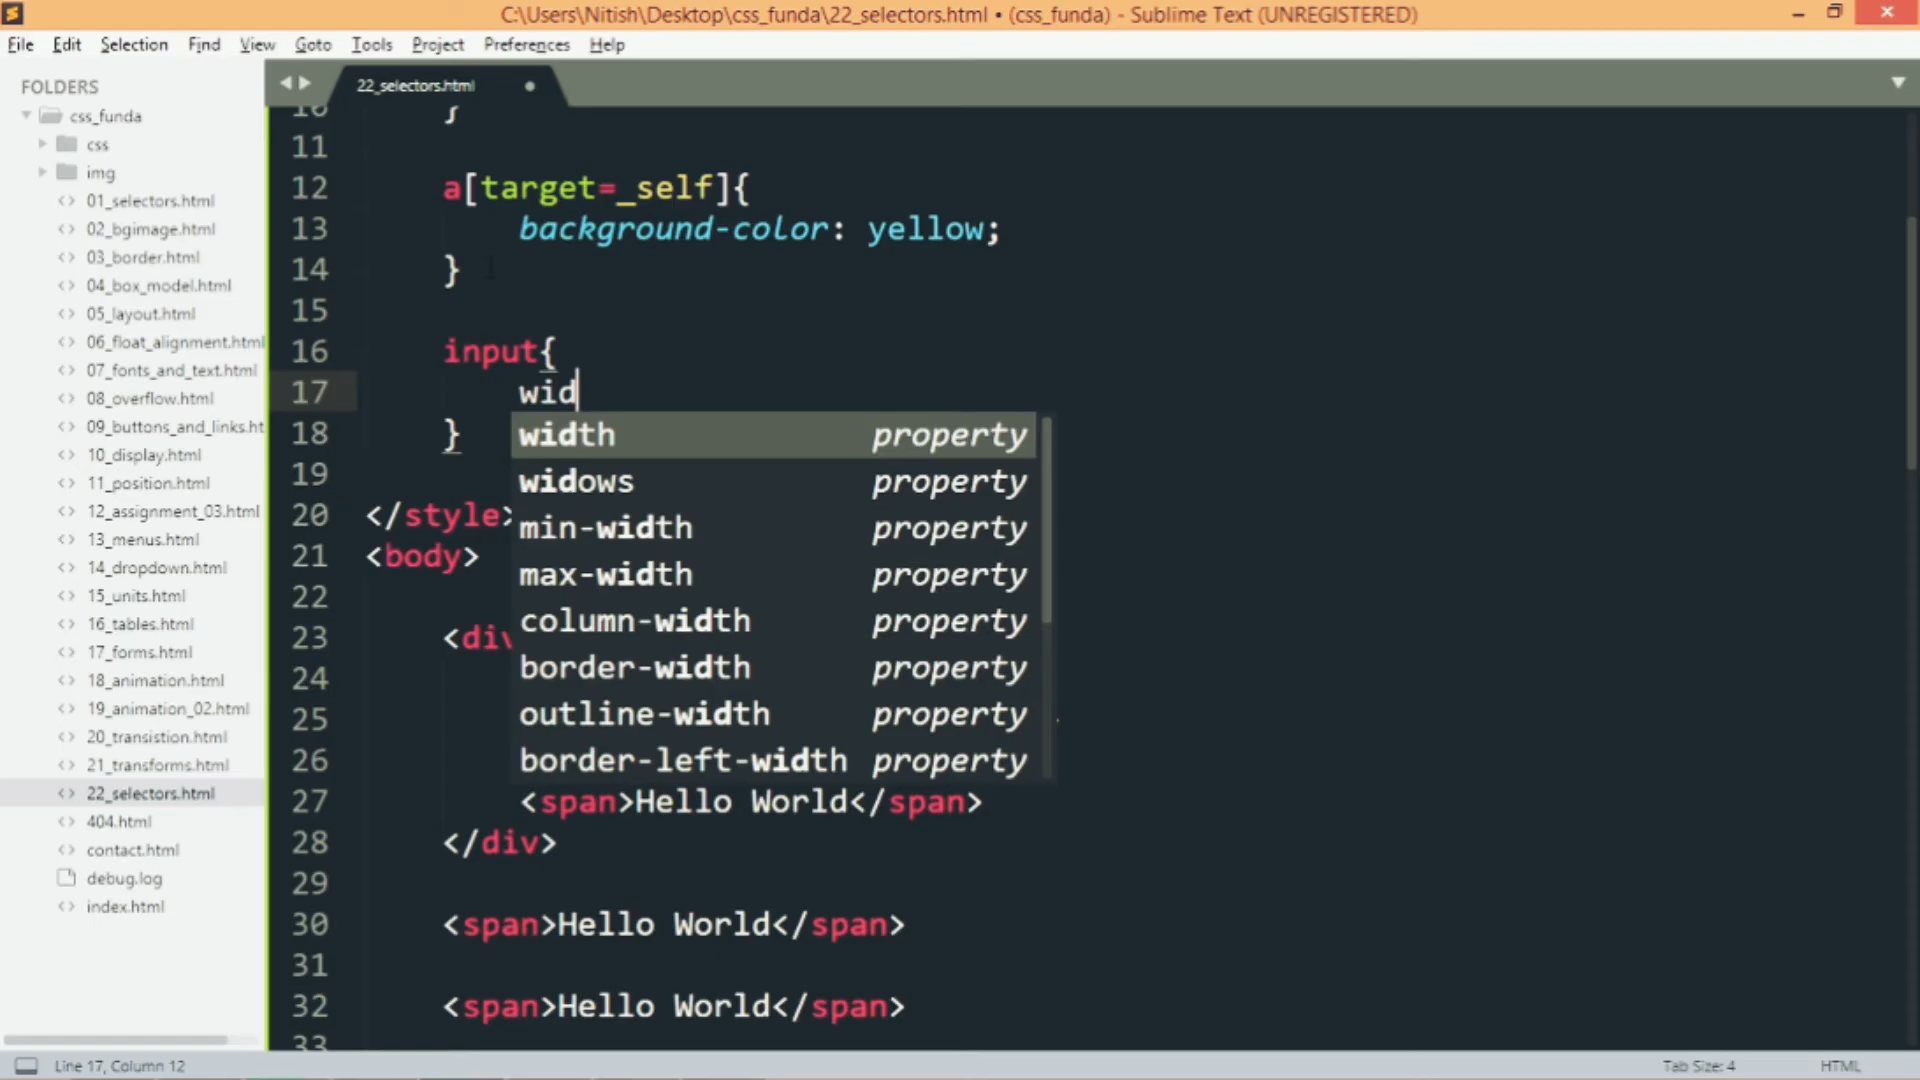 C:\Users\Nitish\Desktop\css_funda\22_selectors.html • (css_funda) - Sublime Text (UNREGISTERED)
File Edit Selection Find View Goto Tools Project Preferences Help
FOLDERS
css_funda
css
img
01_selectors.html
02_bgimage.html
03_border.html
04_box_model.html
05_layout.html
06_float_alignment.html
07_fonts_and_text.html
08_overflow.html
09_buttons_and_links.ht
10_display.html
11_position.html
12_assignment_03.html
13_menus.html
14_dropdown.html
15_units.html
16_tables.html
17_forms.html
18_animation.html
19_animation_02.html
20_transistion.html
21_transforms.html
22_selectors.html
404.html
contact.html
debug.log
index.html
22_selectors.html
10 }
11
12 a[target=_self]{
13 background-color: yellow;
14 }
15
16 input{
17 wid
18 }
19
20 </style>
21 <body>
22
23 <div
24
25
26
27 <span>Hello World</span>
28 </div>
29
30 <span>Hello World</span>
31
32 <span>Hello World</span>
33
width property
widows property
min-width property
max-width property
column-width property
border-width property
outline-width property
border-left-width property
Line 17, Column 12
Tab Size: 4
HTML